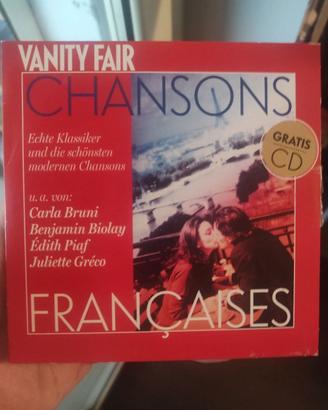 VANITY FAIR
CHANSONS
Echte Klassiker
und die schönsten
modernen Chansons
GRATIS
CD
u. a. von:
Carla Bruni
Benjamin Biolay
Édith Piaf
Juliette Gréco
FRANÇAISES